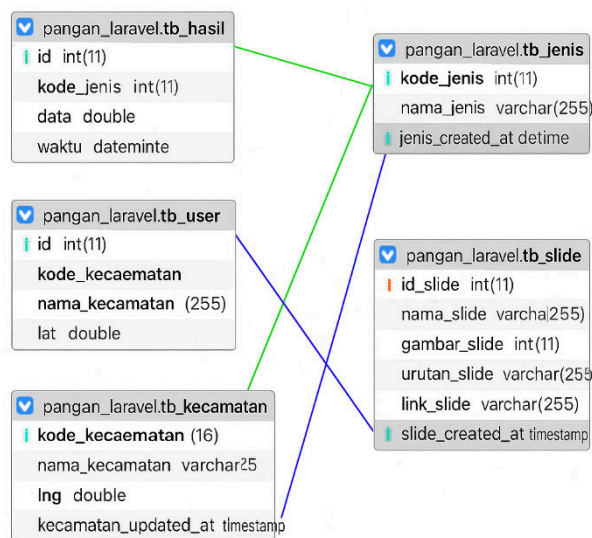 pangan_laravel.tb_hasil
id int(11)
kode_jenis int(11)
data double
waktu dateminte
pangan_laravel.tb_user
id int(11)
kode_kecaematan
nama_kecamatan (255)
lat double
pangan_laravel.tb_kecamatan
kode_kecaematan (16)
nama_kecamatan varchar25
lng double
kecamatan_updated_at timestamp
pangan_laravel.tb_jenis
kode_jenis int(11)
nama_jenis varchar(255)
jenis_created_at detime
pangan_laravel.tb_slide
id_slide int(11)
nama_slide varcha|255)
gambar_slide int(11)
urutan_slide varchar(255
link_slide varchar(255)
slide_created_at timestamp